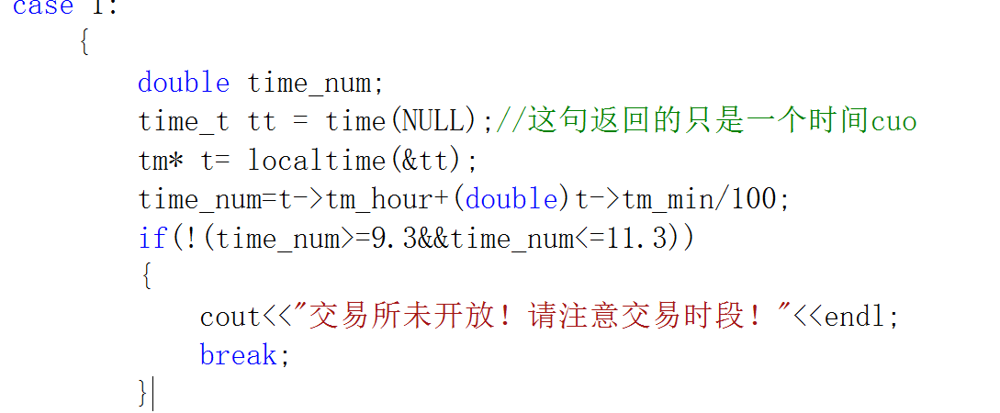 case 1:
{
double time_num;
time_t tt = time(NULL);//这句返回的只是一个时间cuo
tm* t= localtime(&tt);
time_num=t->tm_hour+(double)t->tm_min/100;
if(!(time_num>=9.3&&time_num<=11.3))
{
cout<<"交易所未开放！请注意交易时段！"<<endl;
break;
}